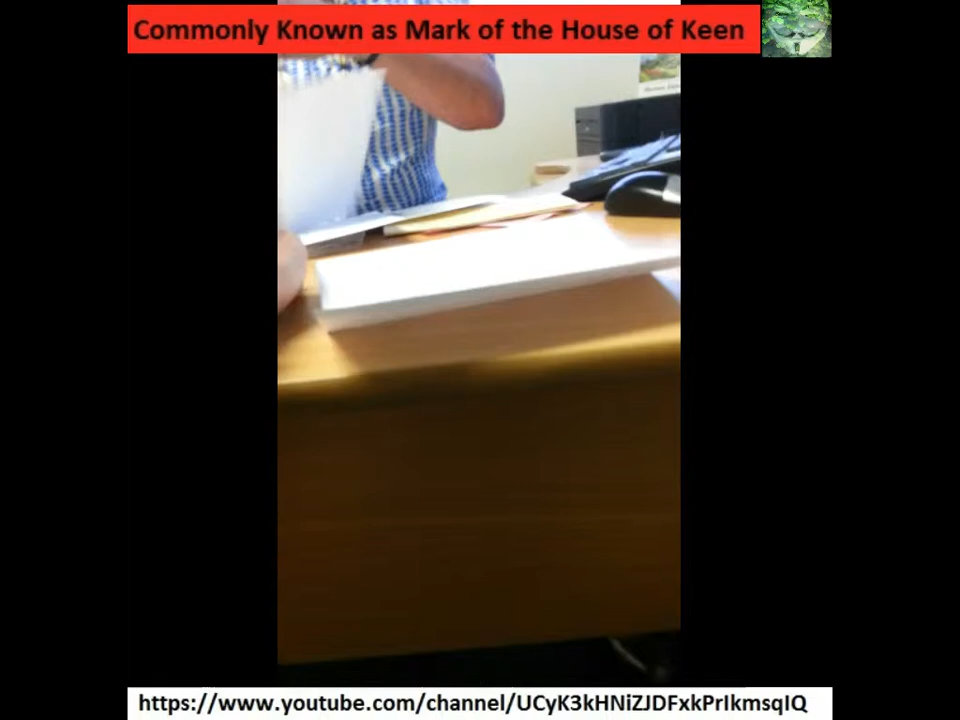 Commonly Known as Mark of the House of Keen
https://www.youtube.com/channel/UCyK3kHNiZJDFxkPrIkmsqIQ